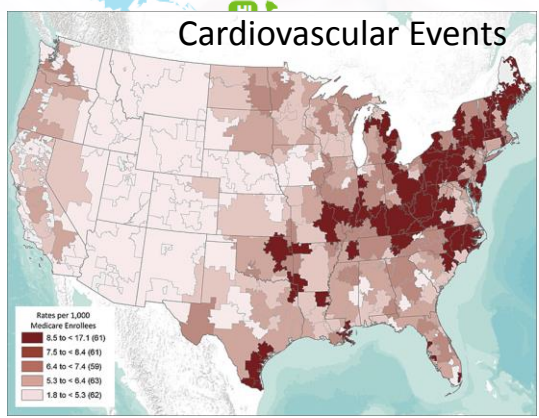 HI
Cardiovascular Events
Rates per 1,000
Medicare Enrollees
8.5 to < 17.1 (61)
7.5 to < 8.4 (61)
6.4 to < 7.4 (59)
5.3 to < 6.4 (63)
1.8 to < 5.3 (62)